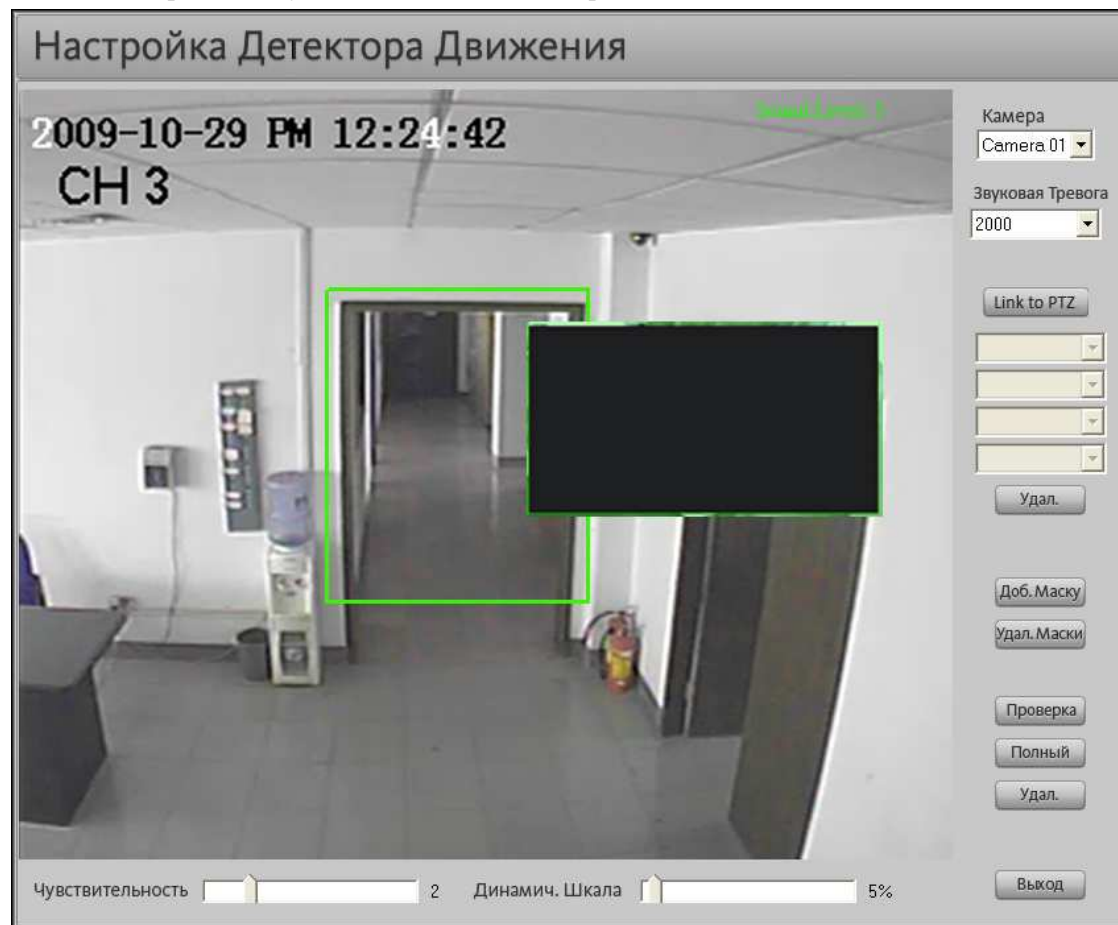 Настройка Детектора Движения
2009-10-29 PM 12:24:42
CH 3
Камера
Camera 01
Звуковая Тревога
2000
Link to PTZ
Удал.
Доб. Маску
Удал. Маски
Проверка
Полный
Удал.
Выход
Чувствительность 2 Динамич. Шкала 5%